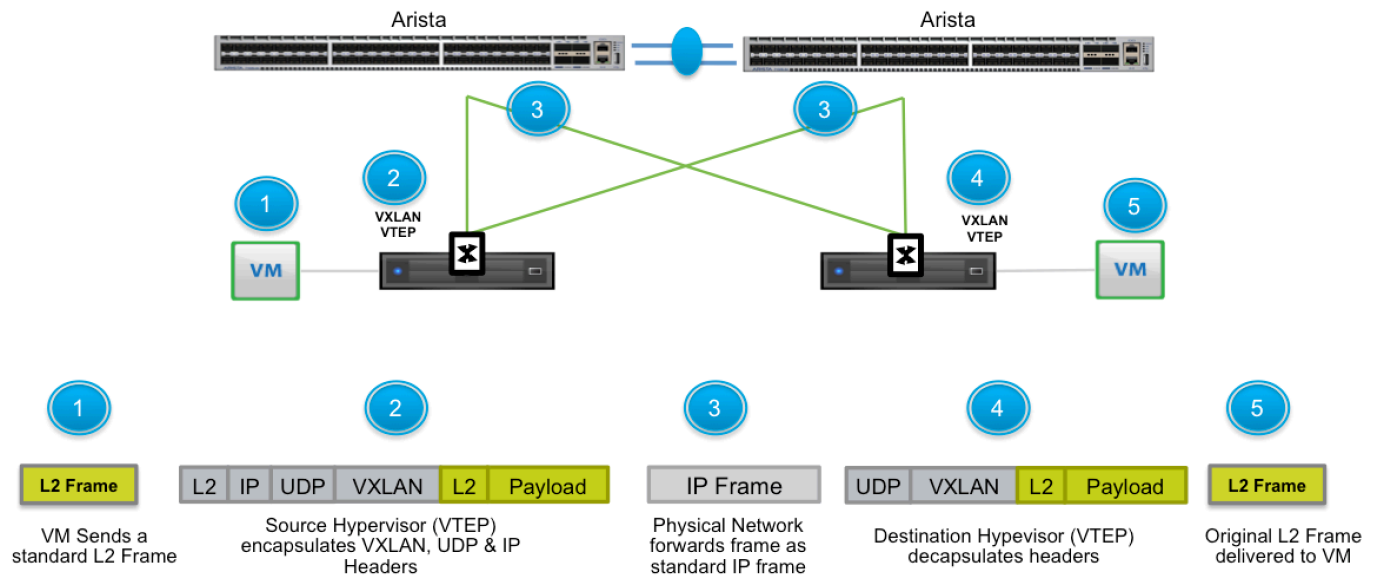 Arista
Arista
3
3
2
4
1
5
VXLAN
VTEP
VXLAN
VTEP
VM
VM
1
2
3
4
5
L2 Frame
L2 IP UDP VXLAN L2 Payload
IP Frame
UDP VXLAN L2 Payload
L2 Frame
VM Sends a
standard L2 Frame
Source Hypervisor (VTEP)
encapsulates VXLAN, UDP & IP
Headers
Physical Network
forwards frame as
standard IP frame
Destination Hypevisor (VTEP)
decapsulates headers
Original L2 Frame
delivered to VM